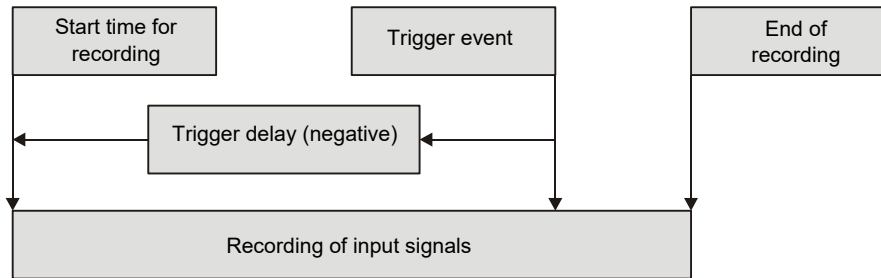 Start time for
recording
Trigger event
End of
recording
Trigger delay (negative)
Recording of input signals